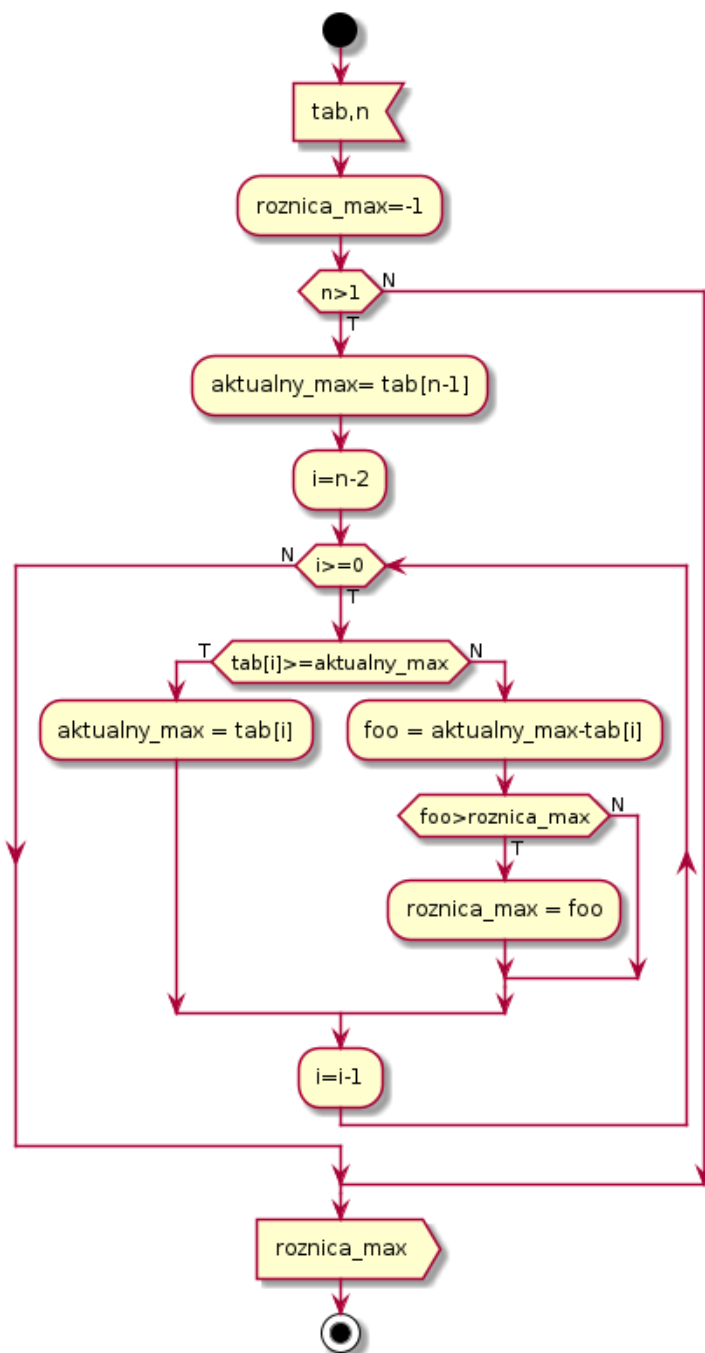 tab,n
roznica_max=-1
n>1
N
T
aktualny_max= tab[n-1]
i=n-2
N
i>=0
T
T
tab[i]>=aktualny_max
N
aktualny_max = tab[i]
foo = aktualny_max-tab[i]
foo>roznica_max
N
T
roznica_max = foo
i=i-1
roznica_max